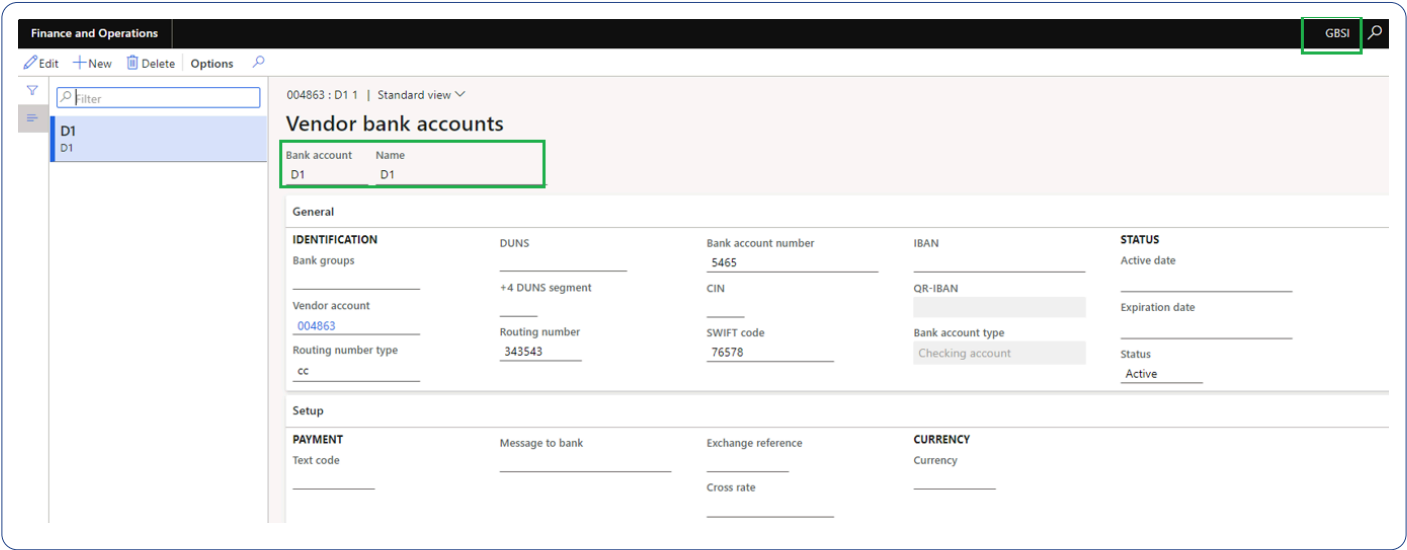 Finance and Operations
GBSI
Edit New Delete Options
Filter
D1
D1
004863 : D1 1 | Standard view
Vendor bank accounts
Bank account Name
D1 D1
General
IDENTIFICATION
Bank groups
Vendor account
004863
Routing number type
cc
DUNS
+4 DUNS segment
Routing number
343543
Bank account number
5465
CIN
SWIFT code
76578
IBAN
QR-IBAN
Bank account type
Checking account
STATUS
Active date
Expiration date
Status
Active
Setup
PAYMENT
Text code
Message to bank
Exchange reference
Cross rate
CURRENCY
Currency